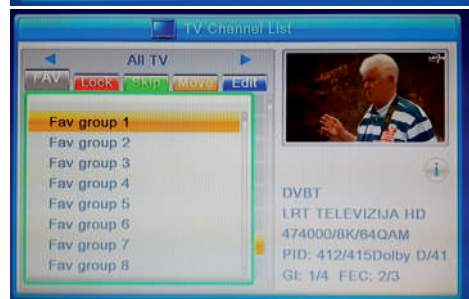 TV Channel List
All TV
FAV Lock Skip Move Edit
Fav group 1
Fav group 2
Fav group 3
Fav group 4
Fav group 5
Fav group 6
Fav group 7
Fav group 8
i
DVBT
LRT TELEVIZIJA HD
474000/8K/64QAM
PID: 412/415Dolby D/41
GI: 1/4 FEC: 2/3